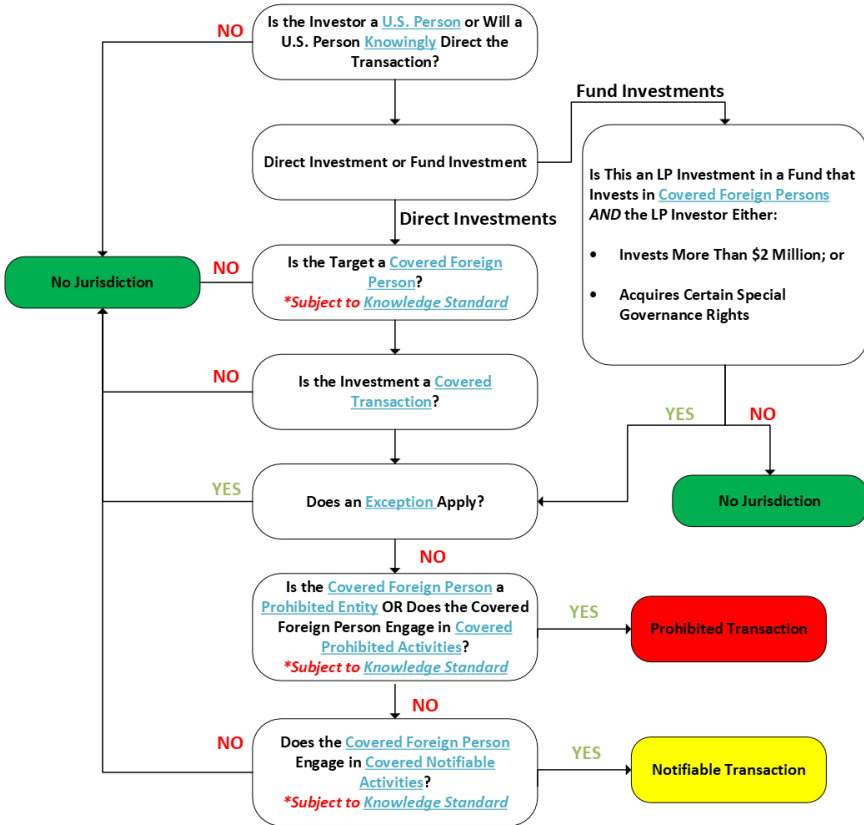 NO
Is the Investor a U.S. Person or Will a
U.S. Person Knowingly Direct the
Transaction?
Fund Investments
Direct Investment or Fund Investment
Is This an LP Investment in a Fund that
Invests in Covered Foreign Persons
AND the LP Investor Either:
• Invests More Than $2 Million; or
• Acquires Certain Special
Governance Rights
Direct Investments
No Jurisdiction
NO
Is the Target a Covered Foreign
Person?
*Subject to Knowledge Standard
NO
Is the Investment a Covered
Transaction?
YES
NO
YES
Does an Exception Apply?
No Jurisdiction
NO
Is the Covered Foreign Person a
Prohibited Entity OR Does the Covered
Foreign Person Engage in Covered
Prohibited Activities?
*Subject to Knowledge Standard
YES
Prohibited Transaction
NO
NO
Does the Covered Foreign Person
Engage in Covered Notifiable
Activities?
*Subject to Knowledge Standard
YES
Notifiable Transaction